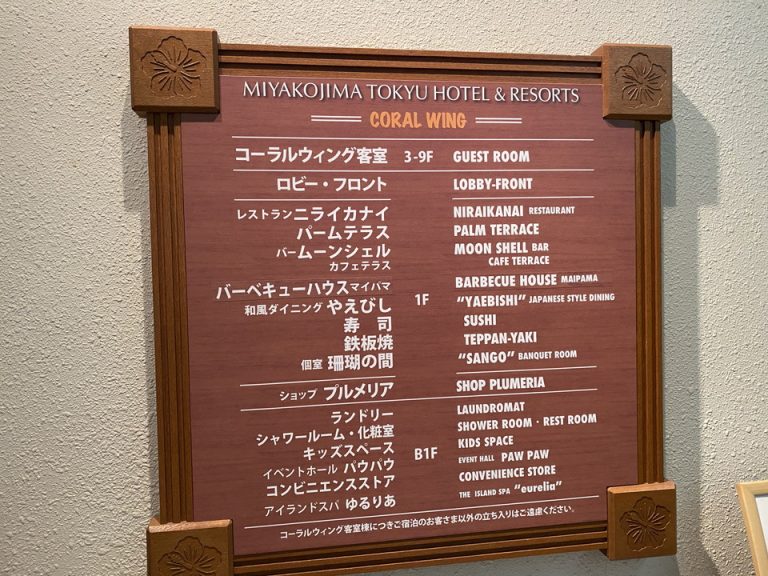 MIYAKOJIMA TOKYU HOTEL & RESORTS
CORAL WING
コーラルウィング客室 3-9F GUEST ROOM
ロビー・フロント LOBBY-FRONT
レストラン ニライカナイ NIRAIKANAI RESTAURANT
パームテラス PALM TERRACE
バー ムーンシェル MOON SHELL BAR
カフェテラス CAFE TERRACE
バーベキューハウス マイパマ BARBECUE HOUSE MAIPAMA
1F
和風ダイニング やえびし "YAEBISHI" JAPANESE STYLE DINING
寿 司 SUSHI
鉄板焼 TEPPAN-YAKI
個室 珊瑚の間 "SANGO" BANQUET ROOM
ショップ プルメリア SHOP PLUMERIA
ランドリー LAUNDROMAT
シャワールーム・化粧室 SHOWER ROOM・REST ROOM
キッズスペース B1F KIDS SPACE
イベントホール パウパウ EVENT HALL PAW PAW
コンビニエンスストア CONVENIENCE STORE
アイランドスパ ゆるりあ THE ISLAND SPA "eurelia"
コーラルウィング客室棟につきご宿泊のお客さま以外の立ち入りはご遠慮ください。